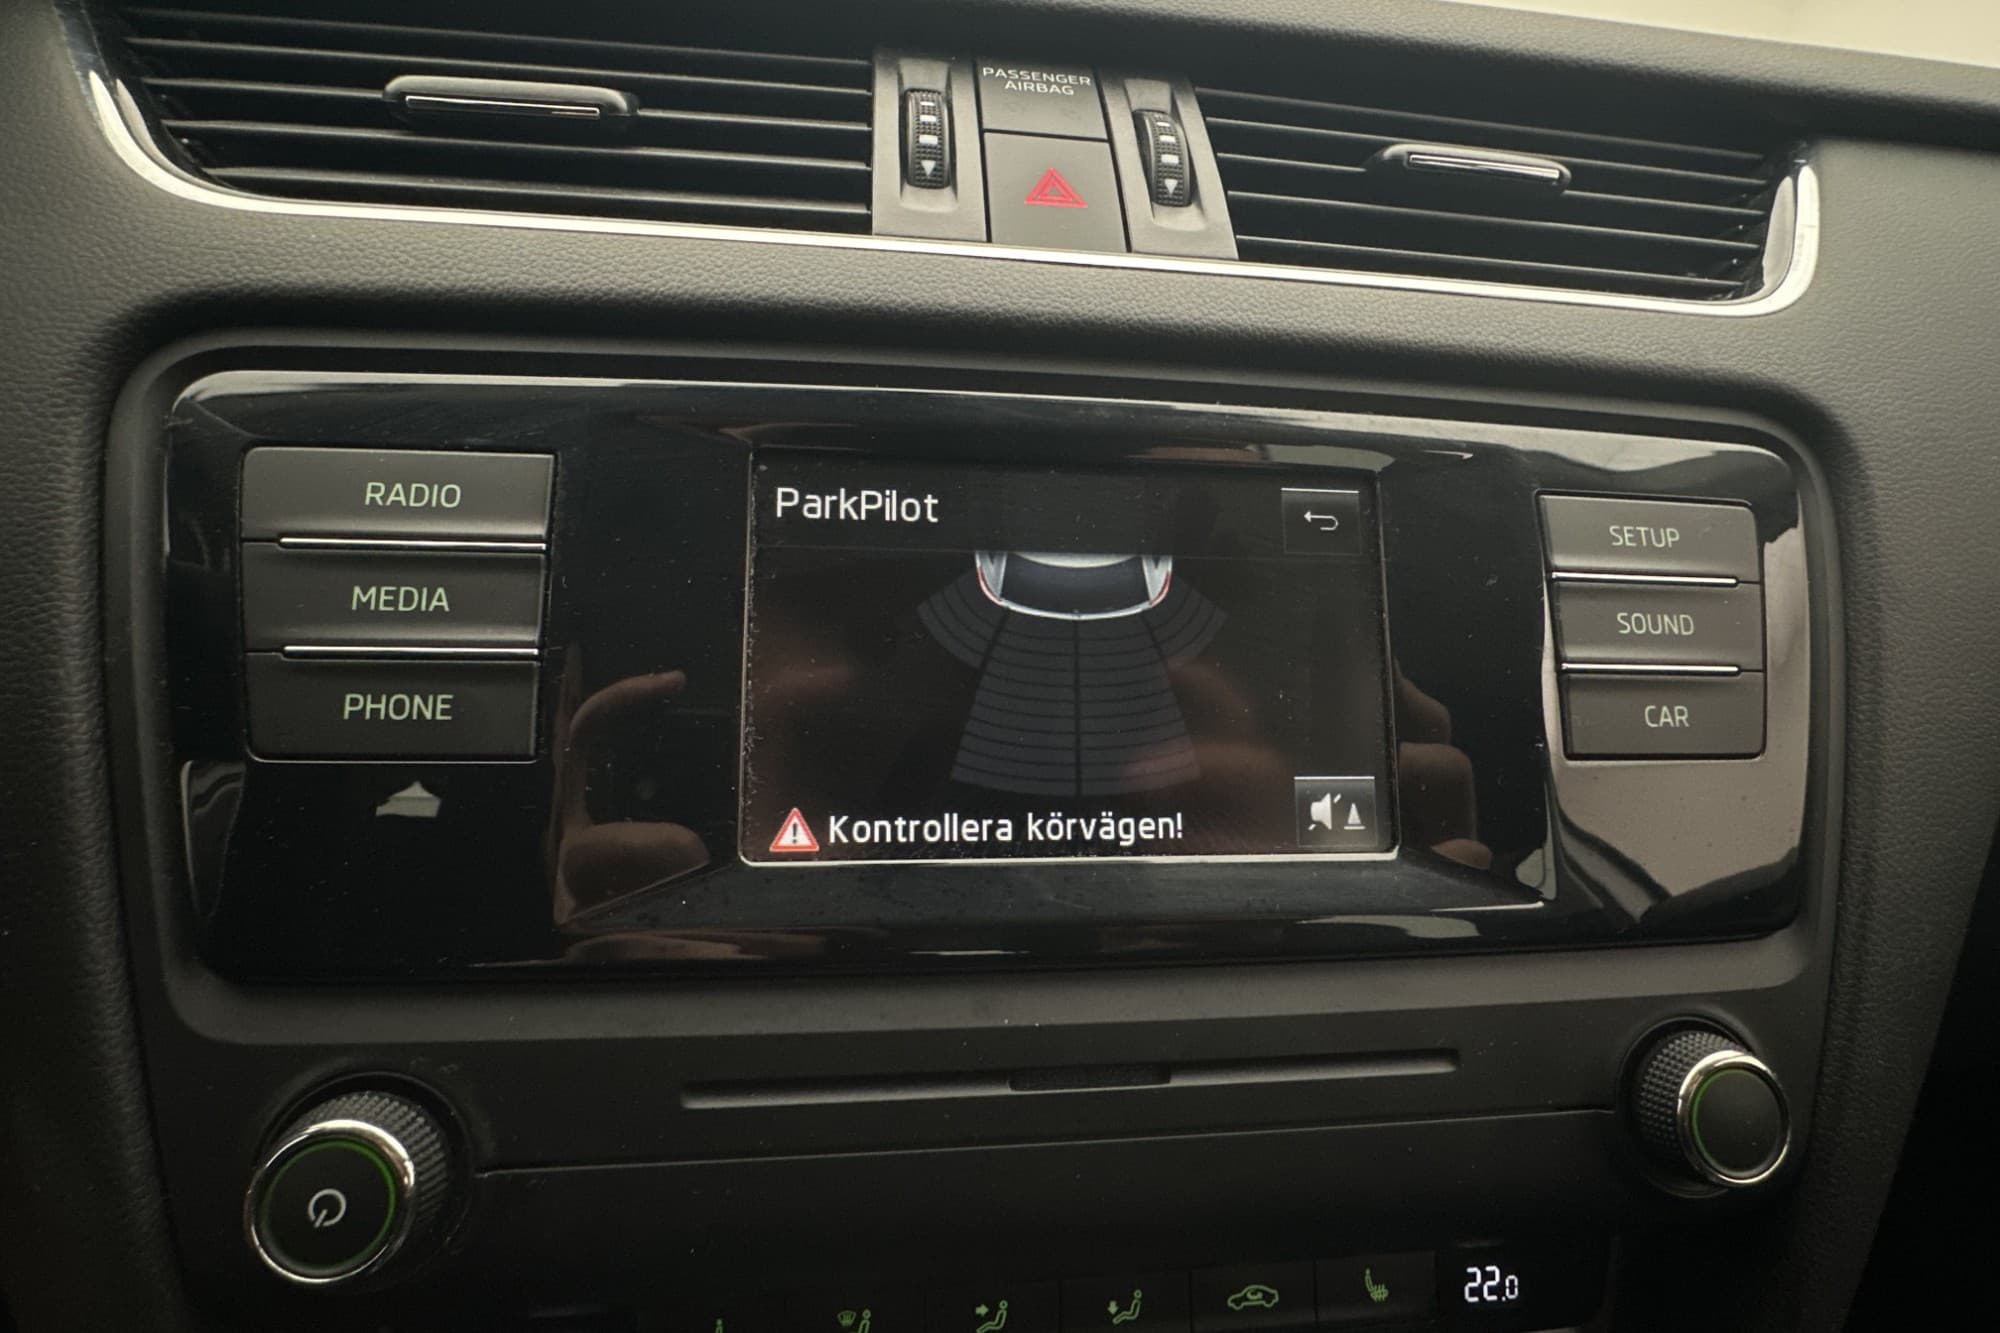 PASSENGER
AIRBAG
RADIO
MEDIA
PHONE
ParkPilot
Kontrollera körvägen!
SETUP
SOUND
CAR
22.0